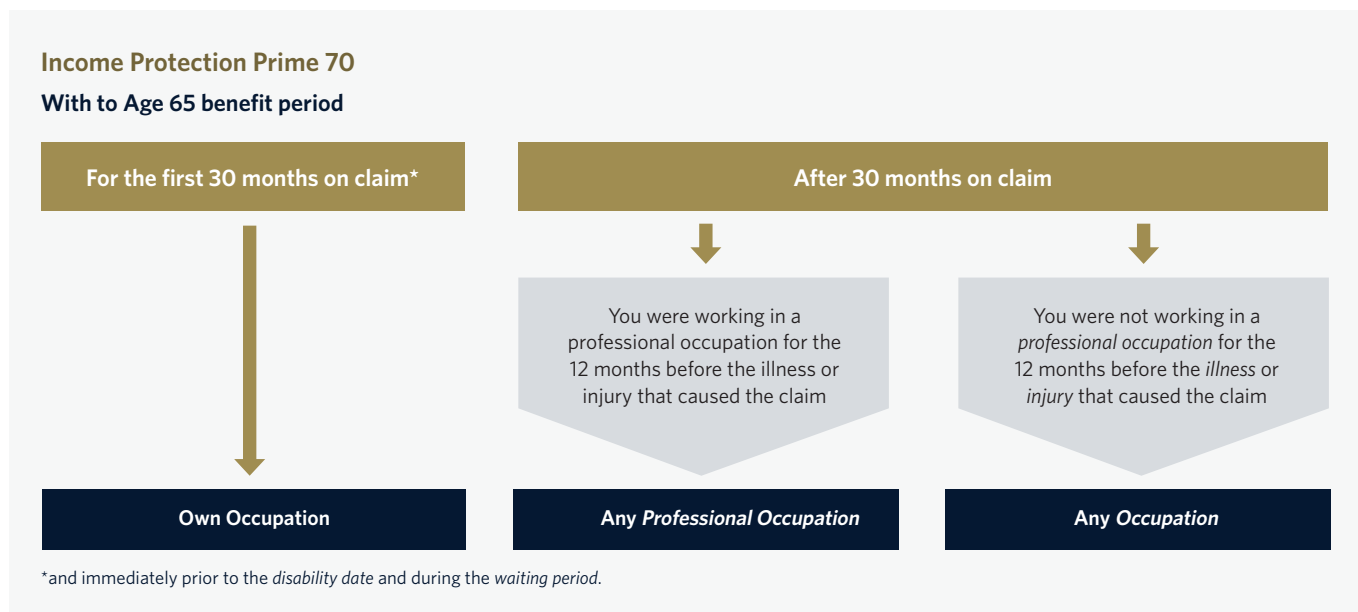 Income Protection Prime 70
With to Age 65 benefit period
For the first 30 months on claim*
After 30 months on claim
You were working in a
professional occupation for the
12 months before the illness or
injury that caused the claim
You were not working in a
professional occupation for the
12 months before the illness or
injury that caused the claim
Own Occupation
Any Professional Occupation
Any Occupation
*and immediately prior to the disability date and during the waiting period.